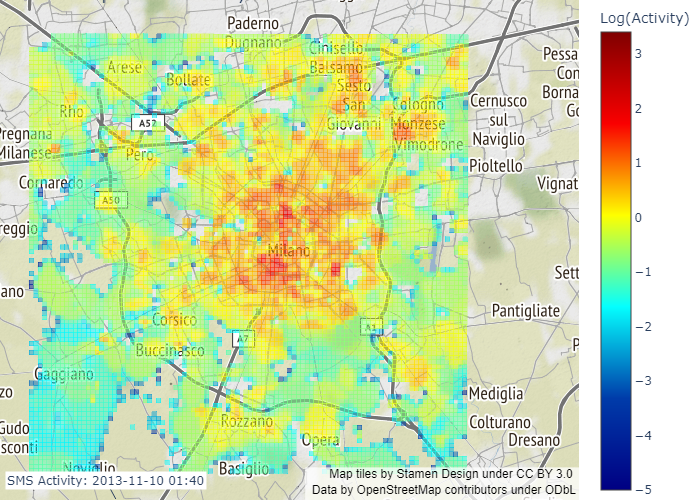 Log(Activity)
Paderno
Dugnano
Cinisello
Balsamo
Arese
Bollate
Sesto
San
Giovanni
Cologno
Monzese
Vimodrone
Cernusco
sul
Naviglio
Pessa
Con
Borna
Go
Rho
A52
Pregnana
Milanese
Pero
Pioltello
Cornaredo
A50
Vignat
reggio
Milano
Sett
ano
Corsico
A7
A1
Pantigliate
Buccinasco
P
Gaggiano
zo
Mediglia
Gudo
sconti
Rozzano
Opera
Colturano
Dresano
Noviglio
Basiglio
3
2
1
0
−1
−2
−3
−4
−5
SMS Activity: 2013-11-10 01:40
Map tiles by Stamen Design under CC BY 3.0
Data by OpenStreetMap contributors under ODbL